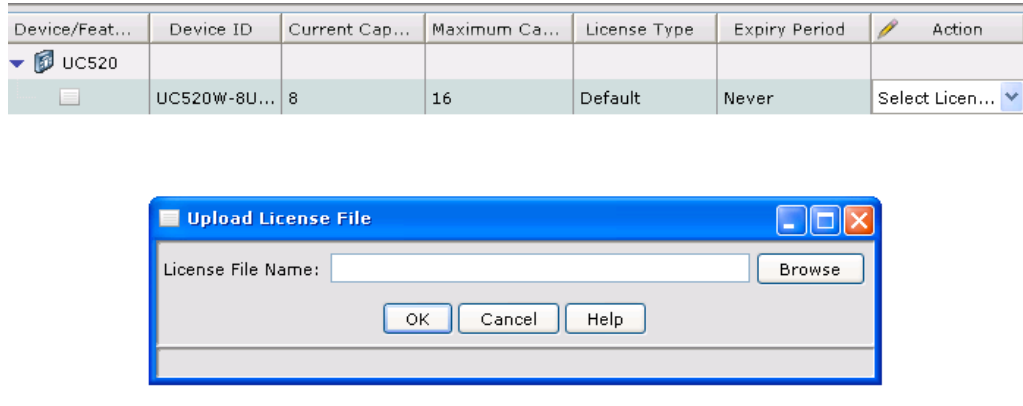 Device/Feat... Device ID Current Cap... Maximum Ca... License Type Expiry Period Action
UC520
UC520W-8U... 8 16 Default Never Select Licen...
Upload License File
License File Name: Browse
OK Cancel Help